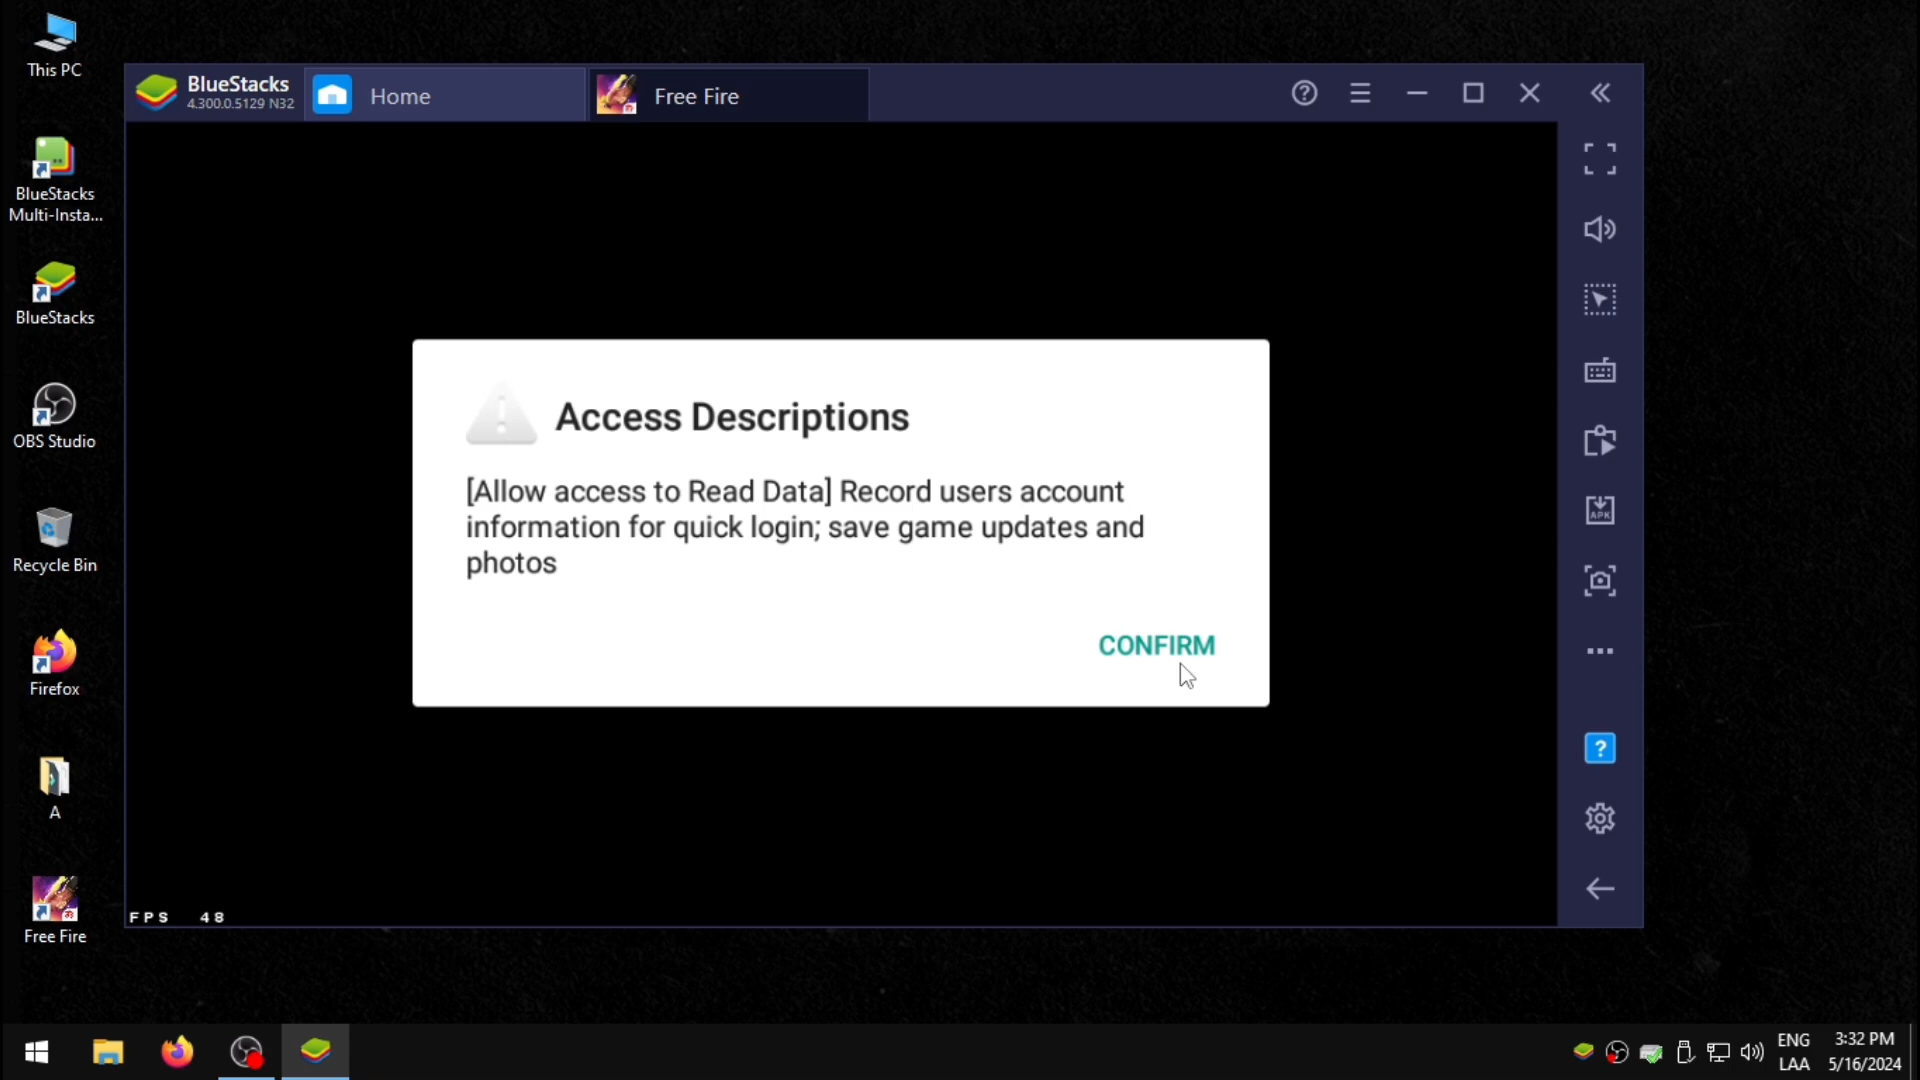 This PC
BlueStacks
Multi-Insta...
BlueStacks
OBS Studio
Recycle Bin
Firefox
A
Free Fire
BlueStacks
4.300.0.5129 N32
Home
Free Fire
Access Descriptions
[Allow access to Read Data] Record users account
information for quick login; save game updates and
photos
CONFIRM
FPS 48
APK
ENG
LAA
3:32 PM
5/16/2024